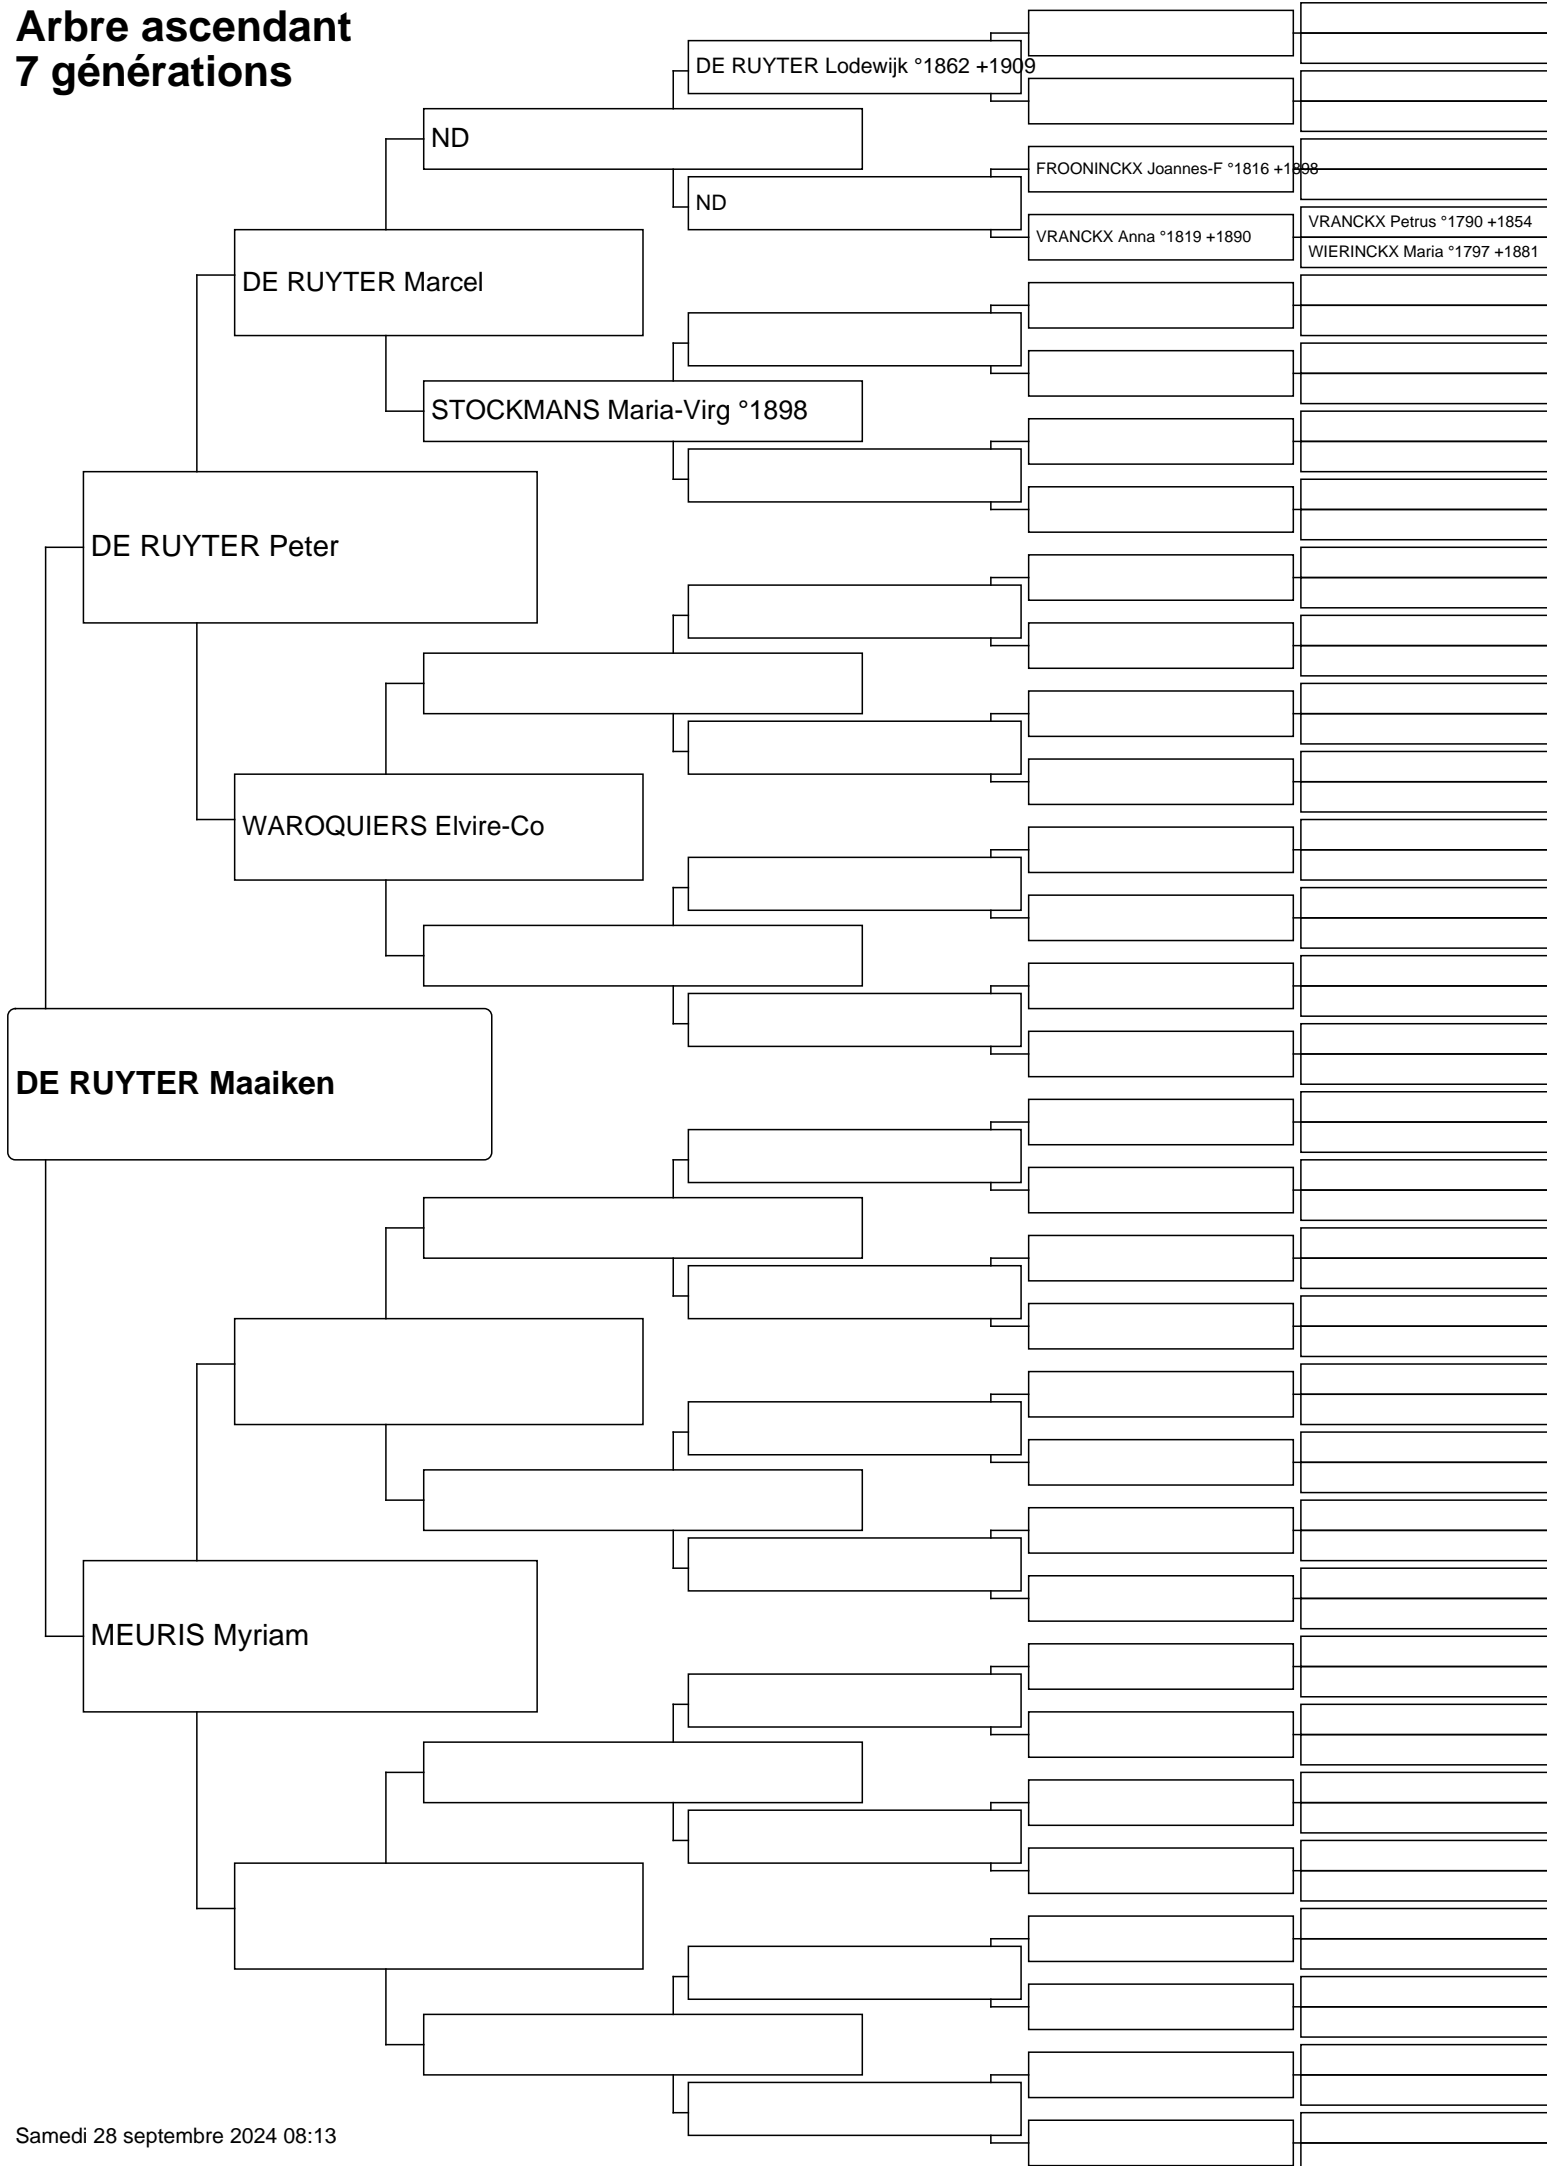 Arbre ascendant
7 générations
DE RUYTER Lodewijk °1862 +1909
ND
FROONINCKX Joannes-F °1816 +1898
ND
VRANCKX Petrus °1790 +1854
VRANCKX Anna °1819 +1890
WIERINCKX Maria °1797 +1881
DE RUYTER Marcel
STOCKMANS Maria-Virg °1898
DE RUYTER Peter
WAROQUIERS Elvire-Co
DE RUYTER Maaiken
MEURIS Myriam
Samedi 28 septembre 2024 08:13